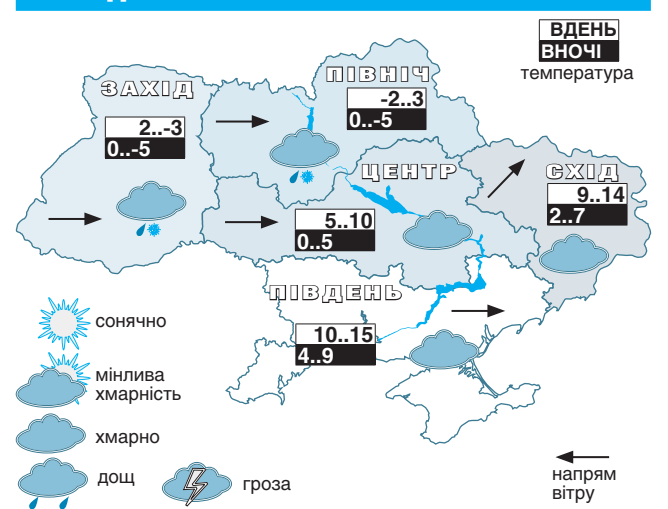 ВДЕНЬ
ВНОЧІ
температура
ПІВНІЧ
-2..3
0..-5
ЗАХІД
2..-3
0..-5
ЦЕНТР
5..10
0..5
СХІД
9..14
2..7
ПІВДЕНЬ
10..15
4..9
сонячно
мінлива
хмарність
хмарно
дощ
гроза
напрям
вітру